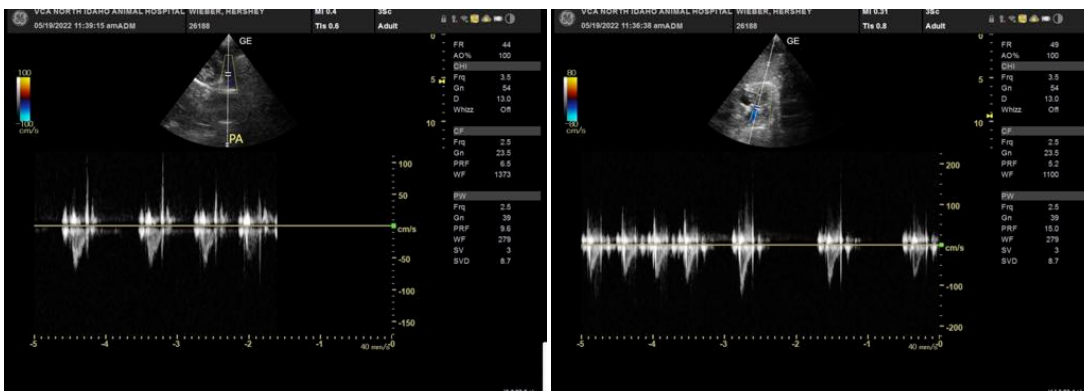 VCA NORTH IDAHO ANIMAL HOSPITAL WIEBER, HERSHEY MI 0.4 3Sc
05/19/2022 11:39:15 amADM 26188 TIs 0.6 Adult
GE
100
-100
cm/s
PA
0
5
10
FR 44
AO% 100
CHI
Frq 3.5
Gn 54
D 13.0
Whizz Off
CF
Frq 2.5
Gn 23.5
PRF 6.5
WF 1373
PW
Frq 2.5
Gn 39
PRF 9.6
WF 279
SV 3
SVD 8.7
100
50
cm/s
-50
-100
-150
-5 -4 -3 -2 -1 -0
40 mm/s
VCA NORTH IDAHO ANIMAL HOSPITAL WIEBER, HERSHEY MI 0.31 3Sc
05/19/2022 11:36:38 amADM 26188 TIs 0.8 Adult
GE
80
-80
cm/s
0
5
10
FR 49
AO% 100
CHI
Frq 3.5
Gn 54
D 13.0
Whizz Off
CF
Frq 2.5
Gn 23.5
PRF 5.2
WF 1100
PW
Frq 2.5
Gn 39
PRF 15.0
WF 279
SV 3
SVD 8.7
200
100
cm/s
-100
-200
-5 -4 -3 -2 -1 -0
40 mm/s